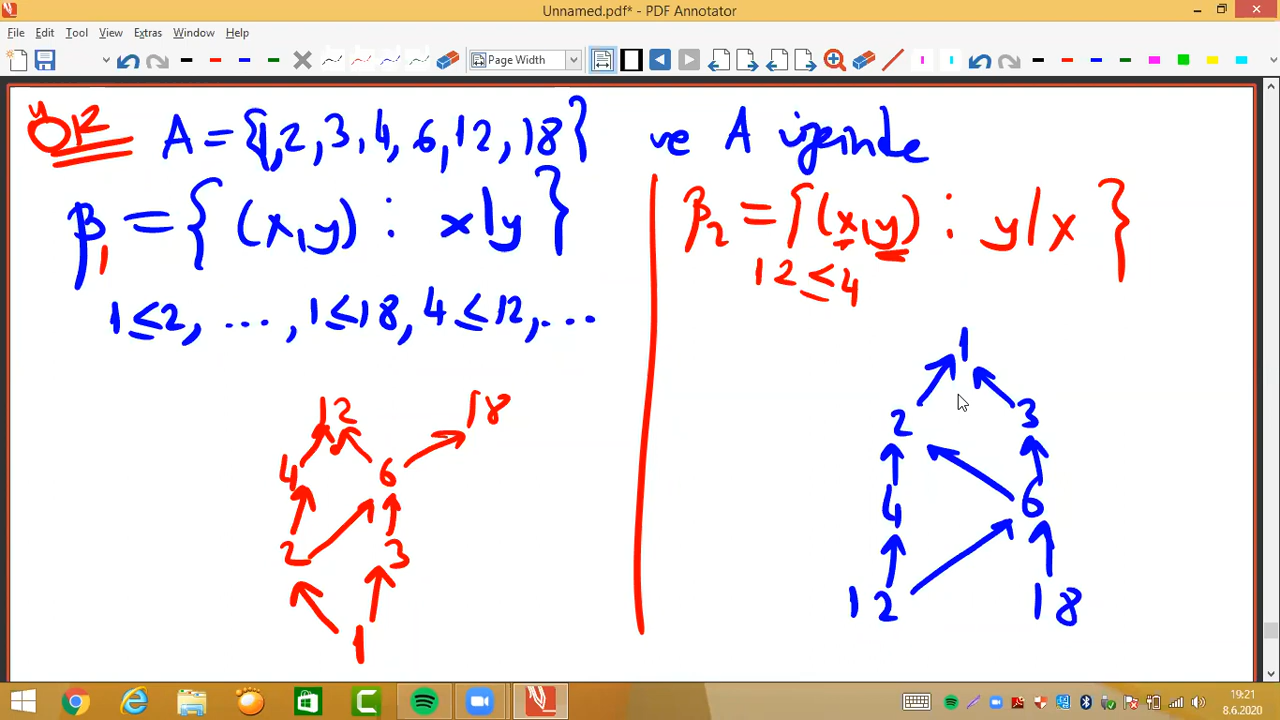 Unnamed.pdf* - PDF Annotator
File Edit Tool View Extras Window Help
Page Width
ÖR A = {1, 2, 3, 4, 6, 12, 18} ve A üzerinde
β₁ = { (x,y) : x|y }
1≤2, ..., 1≤18, 4≤12, ...
β₂ = { (x,y) : y|x }
12≤4
12 18
4 6
2 3
1
1
2 3
4 6
12 18
19:21
8.6.2020